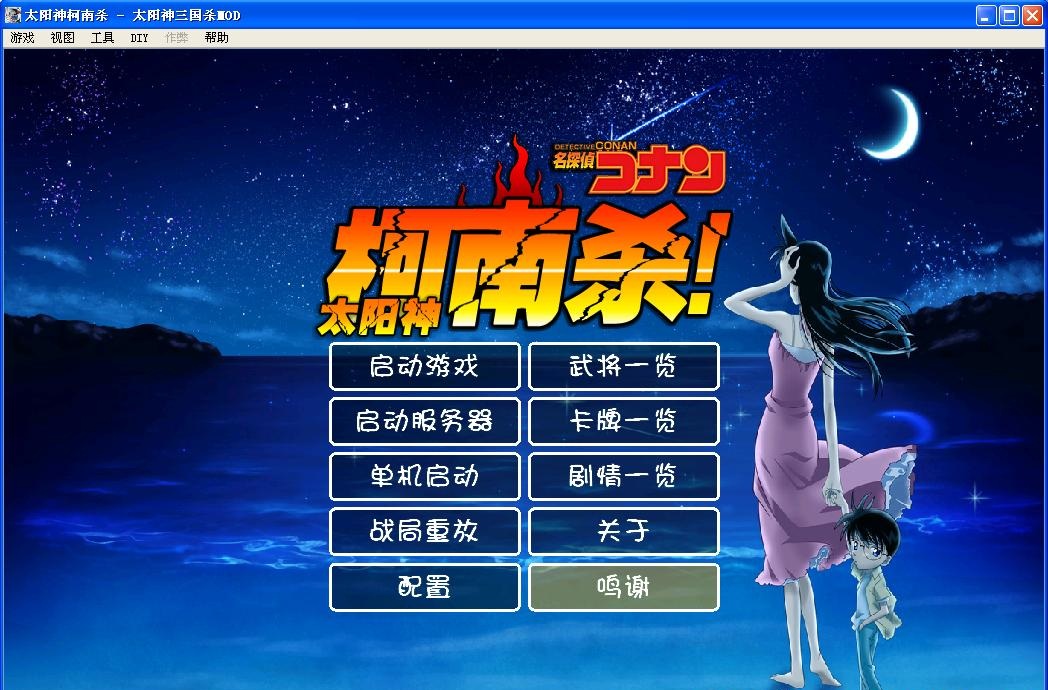 太阳神柯南杀 - 太阳神三国杀MOD
游戏 视图 工具 DIY 作弊 帮助
DETECTIVE CONAN
名探偵コナン
柯南杀!
太阳神
启动游戏 武将一览
启动服务器 卡牌一览
单机启动 剧情一览
战局重放 关于
配置 鸣谢